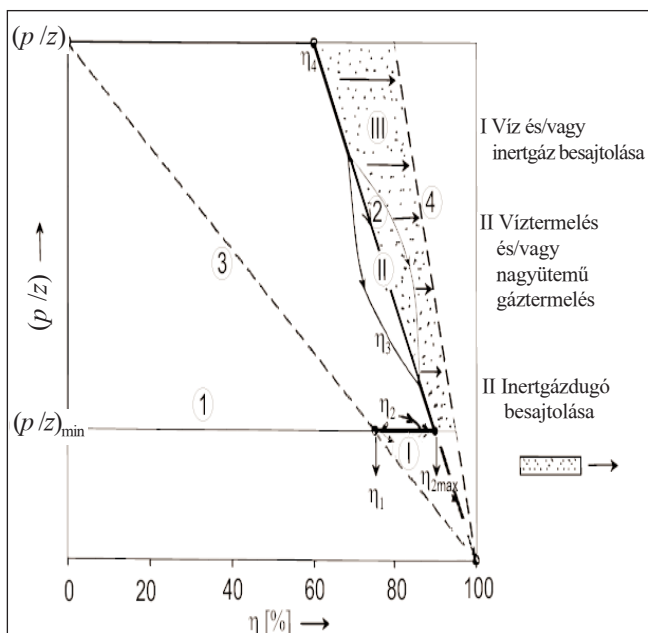 (p/z)
η4
III
I Víz és/vagy
inertgáz besajtolása
2
4
II Víztermelés
és/vagy
nagyütemű
gáztermelés
3
II
(p/z) →
η3
II Inertgázdugó
besajtolása
1
η2
(p/z)min
I
η1
η2max
0 20 40 60 80 100
η [%] →